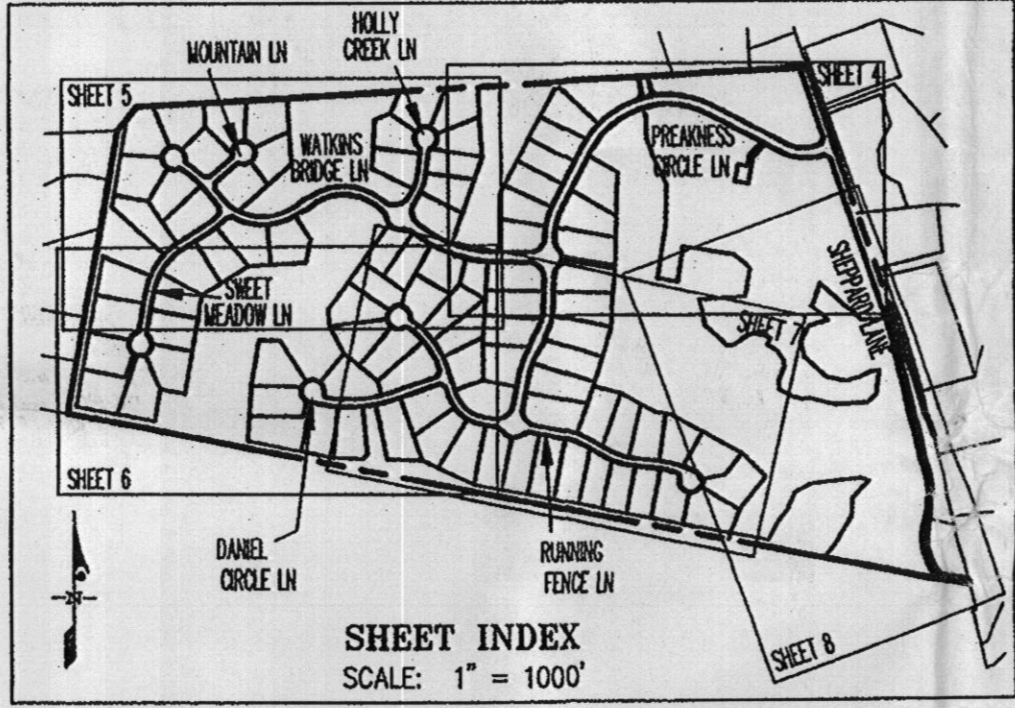 MOUNTAIN LN
HOLLY
CREEK LN
SHEET 4
SHEET 5
WATKINS
BRIDGE LN
PREAKNESS
CIRCLE LN
SWEET
MEADOW LN
SHEPPARD LANE
SHEET 7
SHEET 6
DANIEL
CIRCLE LN
RUNNING
FENCE LN
N
SHEET INDEX
SCALE: 1" = 1000'
SHEET 8